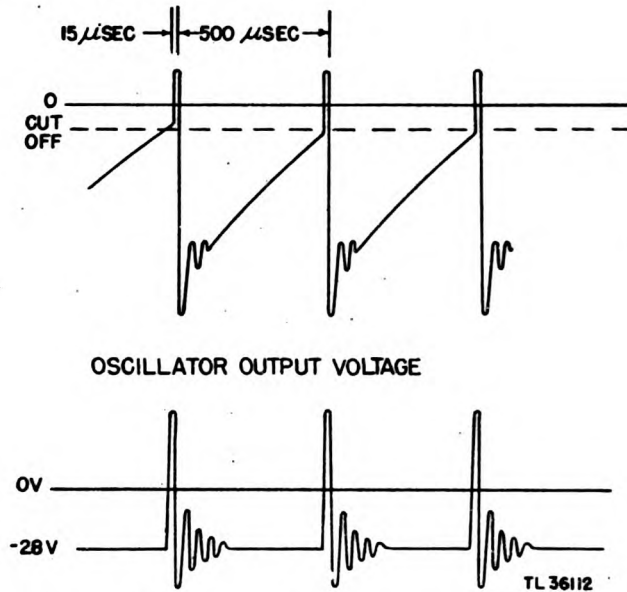 15 µSEC 500 µSEC
0
CUT
OFF
OSCILLATOR OUTPUT VOLTAGE
0V
-28V
TL 36112